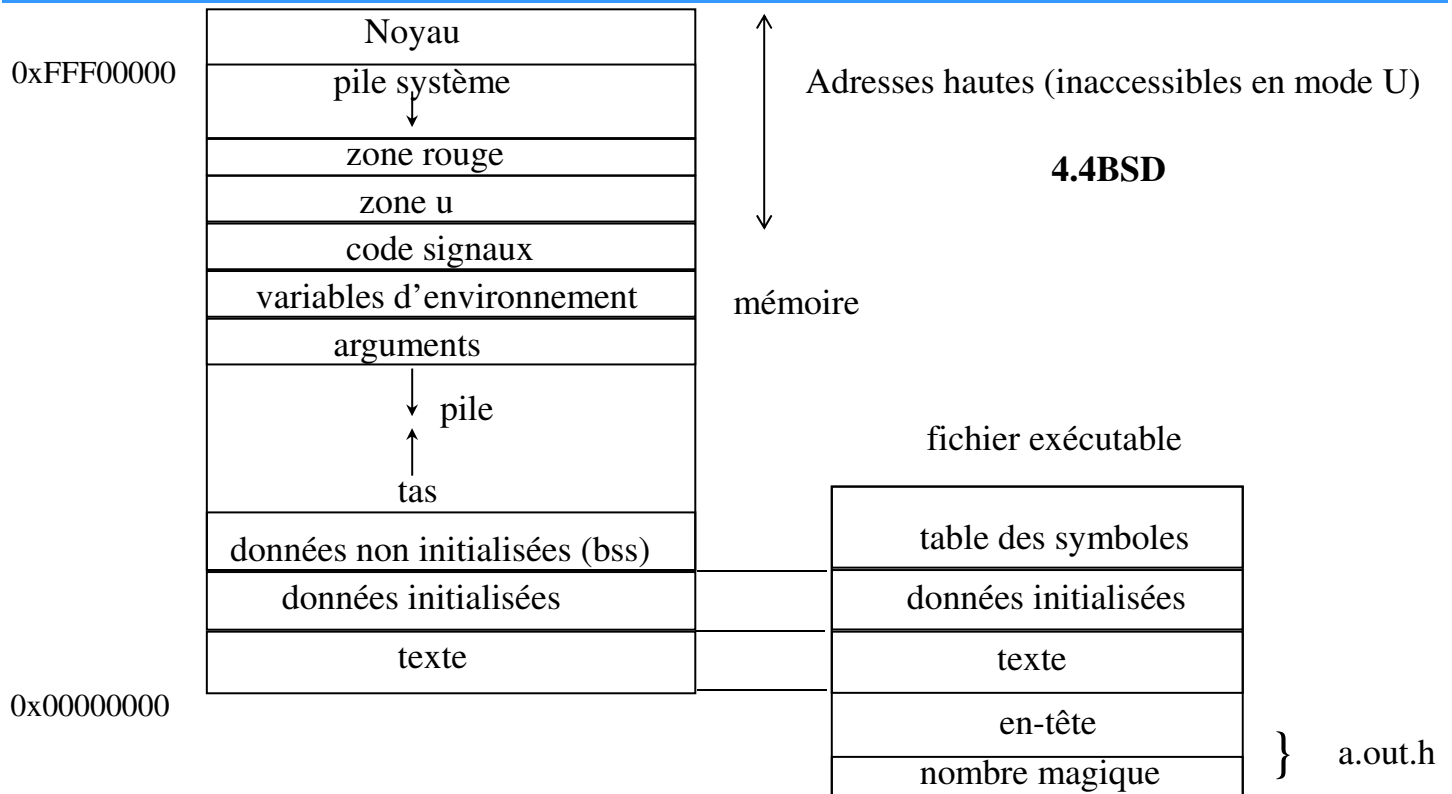 Noyau
0xFFF00000
pile système
Adresses hautes (inaccessibles en mode U)
zone rouge
4.4BSD
zone u
code signaux
variables d'environnement
mémoire
arguments
pile
fichier exécutable
tas
données non initialisées (bss)
table des symboles
données initialisées
données initialisées
texte
texte
0x00000000
en-tête
} a.out.h
nombre magique